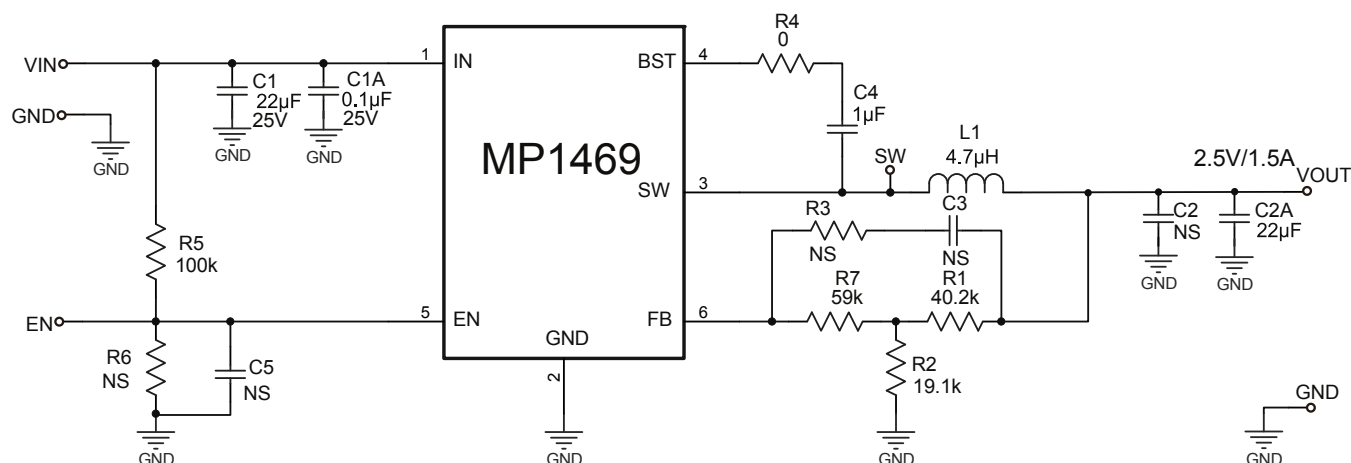 R4
0
VIN
1
IN
BST
4
C1
22µF
25V
GND
C1A
0.1µF
25V
GND
C4
1µF
GND
GND
MP1469
SW
L1
4.7µH
2.5V/1.5A
VOUT
SW
3
R3
NS
C3
NS
C2
NS
GND
C2A
22µF
GND
R5
100k
R7
59k
R1
40.2k
EN
5
EN
FB
6
GND
2
GND
R6
NS
C5
NS
GND
R2
19.1k
GND
GND
GND